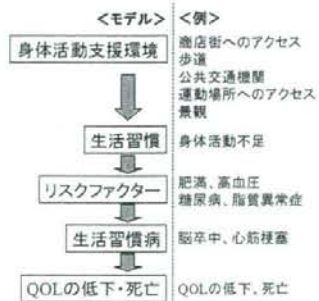 <モデル> <例>
身体活動支援環境
商店街へのアクセス
歩道
公共交通機関
運動場所へのアクセス
景観
生活習慣 身体活動不足
リスクファクター
肥満、高血圧
糖尿病、脂質異常症
生活習慣病 脳卒中、心筋梗塞
QOLの低下・死亡 QOLの低下、死亡